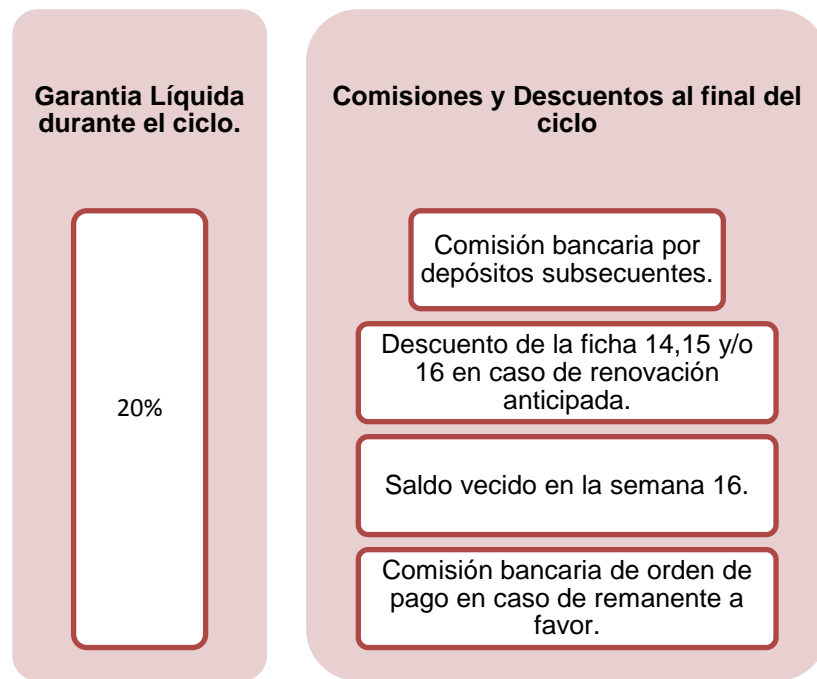 Garantia Líquida
durante el ciclo.
20%
Comisiones y Descuentos al final del
ciclo
Comisión bancaria por
depósitos subsecuentes.
Descuento de la ficha 14,15 y/o
16 en caso de renovación
anticipada.
Saldo vecido en la semana 16.
Comisión bancaria de orden de
pago en caso de remanente a
favor.